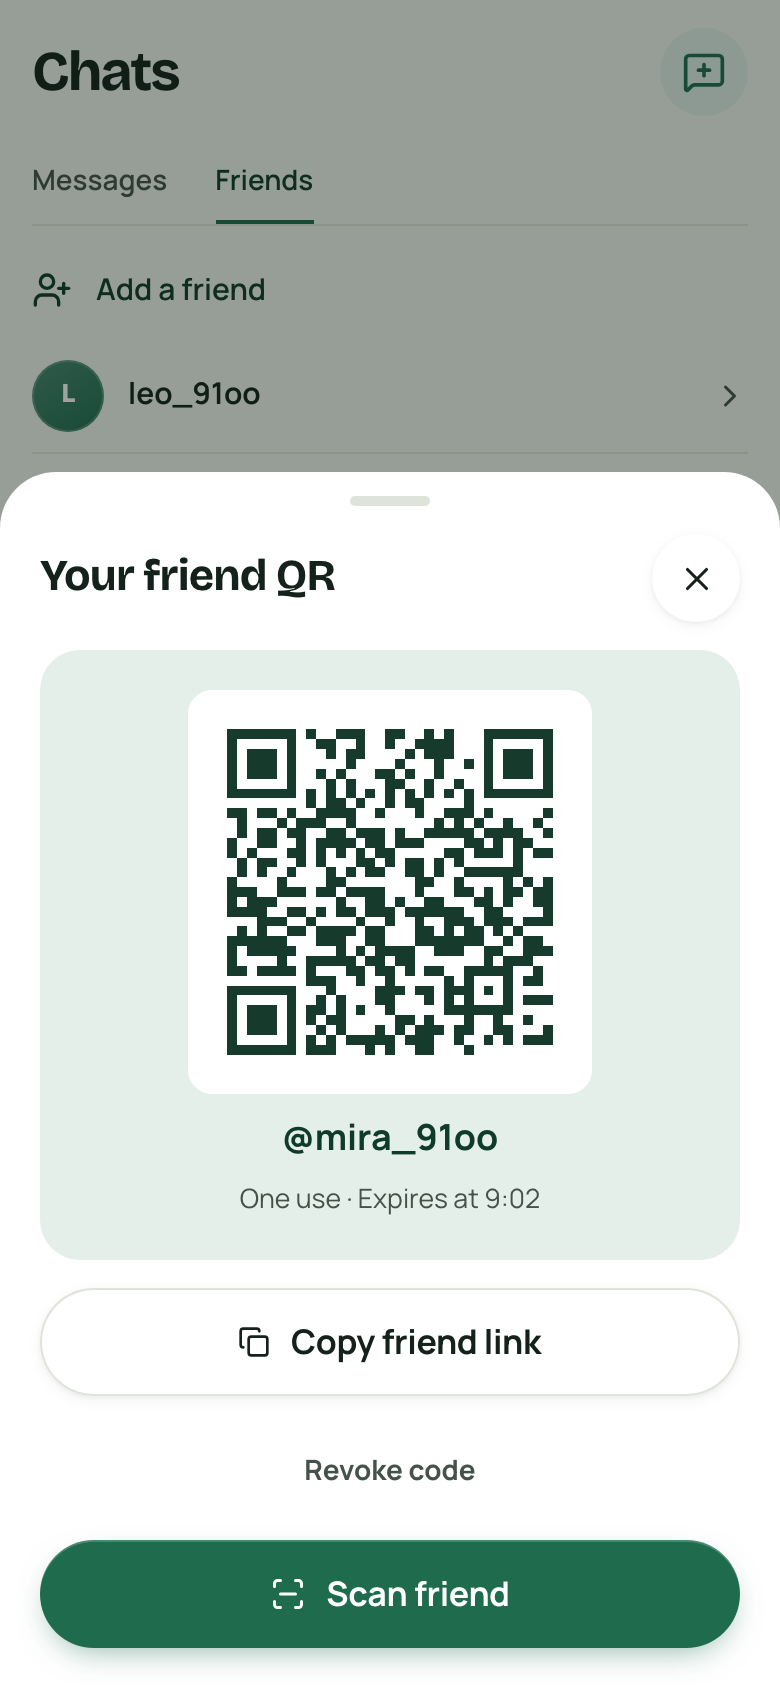 Chats
Messages Friends
Add a friend
L leo_91oo
Your friend QR
@mira_91oo
One use · Expires at 9:02
Copy friend link
Revoke code
Scan friend